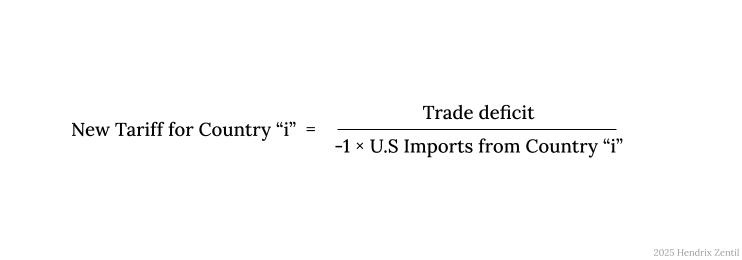 Trade deficit
New Tariff for Country “i” =
-1 × U.S Imports from Country “i”
2025 Hendrix Zentil